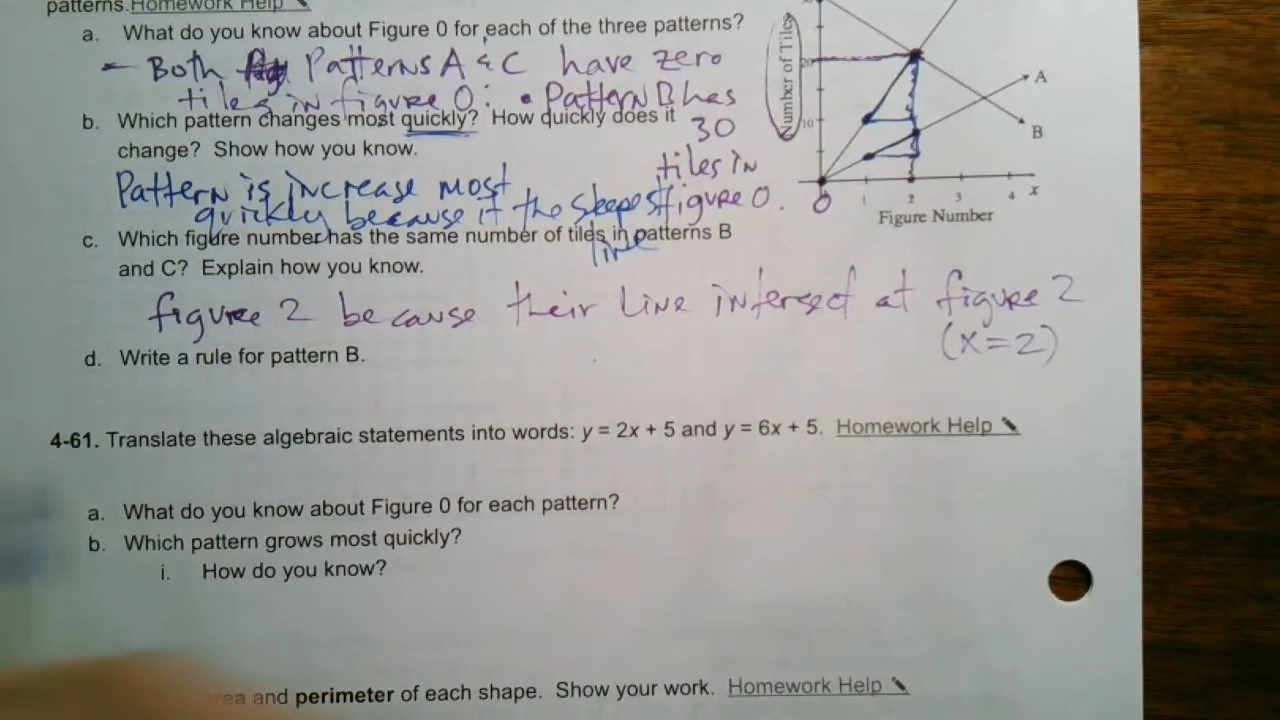 patterns. Homework Help
a. What do you know about Figure 0 for each of the three patterns?
- Both Patterns A & C have zero
tiles in figure 0. • Pattern B has
30
tiles in
figure 0.
b. Which pattern changes most quickly? How quickly does it
change? Show how you know.
Pattern is increase most
quickly because it the steepest
line
c. Which figure number has the same number of tiles in patterns B
and C? Explain how you know.
figure 2 because their line intersect at figure 2
(x=2)
d. Write a rule for pattern B.
Number of Tiles
20
10
A
B
0 1 2 3 4 x
Figure Number
4-61. Translate these algebraic statements into words: y = 2x + 5 and y = 6x + 5. Homework Help
a. What do you know about Figure 0 for each pattern?
b. Which pattern grows most quickly?
i. How do you know?
and perimeter of each shape. Show your work. Homework Help